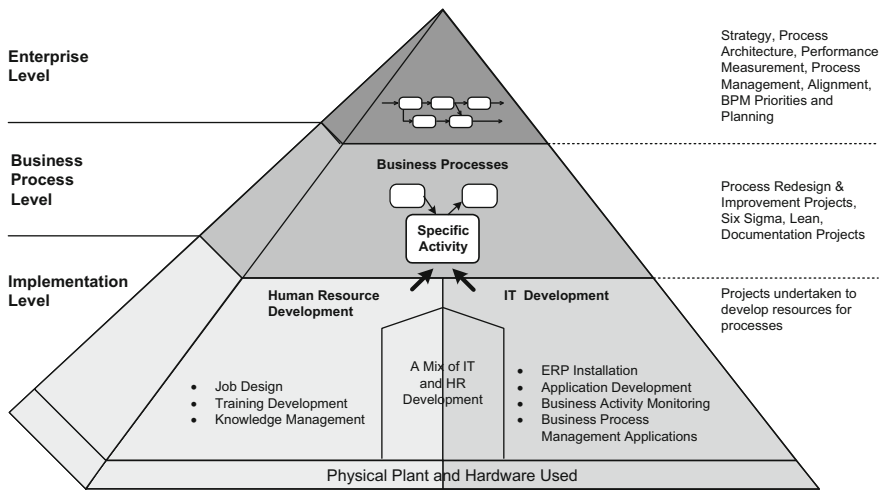 Enterprise
Level
Strategy, Process
Architecture, Performance
Measurement, Process
Management, Alignment,
BPM Priorities and
Planning
Business
Process
Level
Business Processes
Specific
Activity
Process Redesign &
Improvement Projects,
Six Sigma, Lean,
Documentation Projects
Implementation
Level
Human Resource
Development
IT Development
Projects undertaken to
develop resources for
processes
• Job Design
• Training Development
• Knowledge Management
A Mix of IT
and HR
Development
• ERP Installation
• Application Development
• Business Activity Monitoring
• Business Process
Management Applications
Physical Plant and Hardware Used